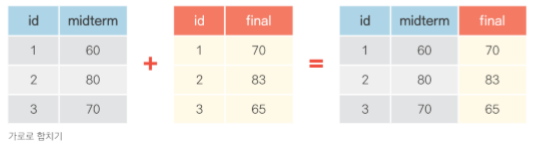 id midterm id final id midterm final
1 60 1 70 1 60 70
2 80 + 2 83 = 2 80 83
3 70 3 65 3 70 65
가로로 합치기